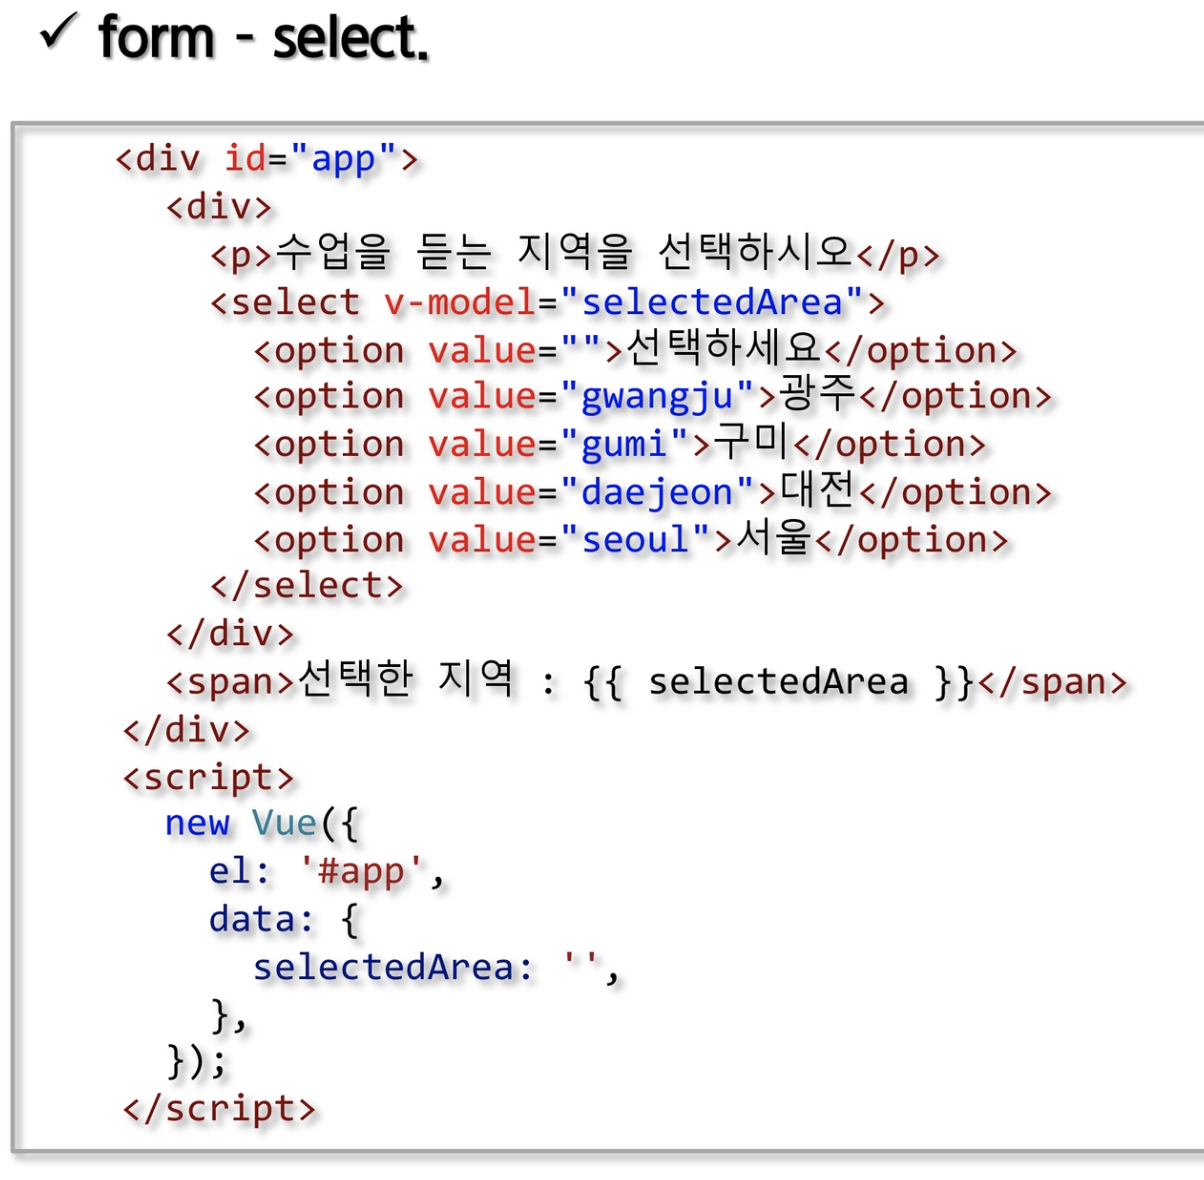 ✓ form - select.
<div id="app">
<div>
<p>수업을 듣는 지역을 선택하시오</p>
<select v-model="selectedArea">
<option value="">선택하세요</option>
<option value="gwangju">광주</option>
<option value="gumi">구미</option>
<option value="daejeon">대전</option>
<option value="seoul">서울</option>
</select>
</div>
<span>선택한 지역 : {{ selectedArea }}</span>
</div>
<script>
new Vue({
el: '#app',
data: {
selectedArea: '',
},
});
</script>